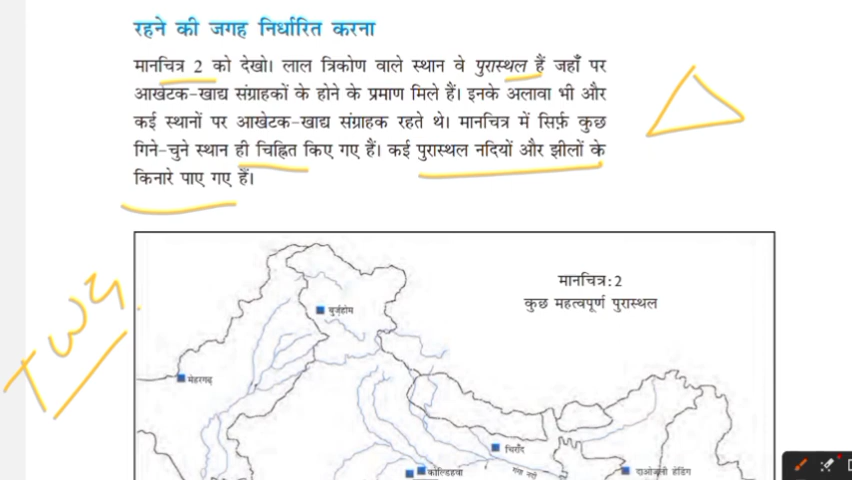 रहने की जगह निर्धारित करना
मानचित्र 2 को देखो। लाल त्रिकोण वाले स्थान वे पुरास्थल हैं जहाँ पर
आखेटक-खाद्य संग्राहकों के होने के प्रमाण मिले हैं। इनके अलावा भी और
कई स्थानों पर आखेटक-खाद्य संग्राहक रहते थे। मानचित्र में सिर्फ़ कुछ
गिने-चुने स्थान ही चिह्नित किए गए हैं। कई पुरास्थल नदियों और झीलों के
किनारे पाए गए हैं।
मानचित्र:2
कुछ महत्वपूर्ण पुरास्थल
बुर्ज़होम
मेहरगढ़
चिराँद
कोल्डिहवा
गंगा नदी
दाओजली हेडिंग